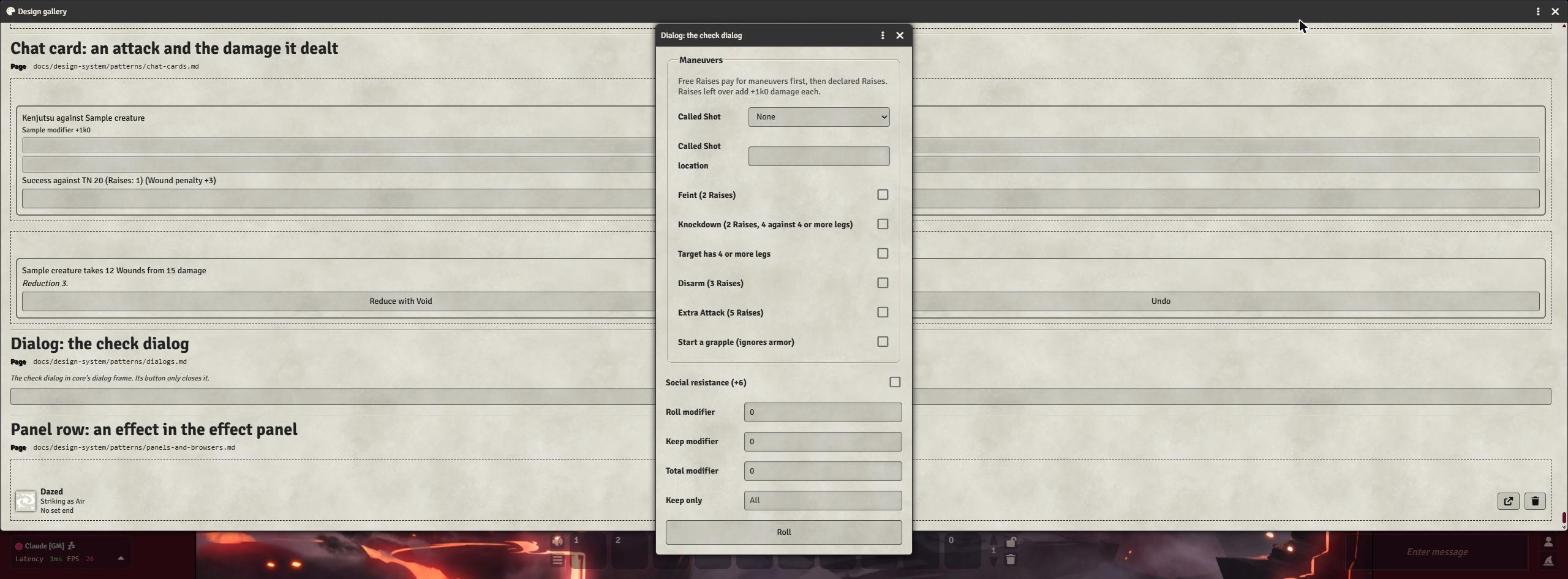 Design gallery
Chat card: an attack and the damage it dealt
Page docs/design-system/patterns/chat-cards.md
Kenjutsu against Sample creature
Sample modifier +1k0
Success against TN 20 (Raises: 1) (Wound penalty +3)
Sample creature takes 12 Wounds from 15 damage
Reduction 3.
Reduce with Void
Undo
Dialog: the check dialog
Page docs/design-system/patterns/dialogs.md
The check dialog in core's dialog frame. Its button only closes it.
Panel row: an effect in the effect panel
Page docs/design-system/patterns/panels-and-browsers.md
Dazed
Striking as Air
No set end
Dialog: the check dialog
Maneuvers
Free Raises pay for maneuvers first, then declared Raises.
Raises left over add +1k0 damage each.
Called Shot None
Called Shot
location
Feint (2 Raises)
Knockdown (2 Raises, 4 against 4 or more legs)
Target has 4 or more legs
Disarm (3 Raises)
Extra Attack (5 Raises)
Start a grapple (ignores armor)
Social resistance (+6)
Roll modifier 0
Keep modifier 0
Total modifier 0
Keep only All
Roll
Claude [GM]
Latency 3ms FPS 26
1 2 0
1
Enter message